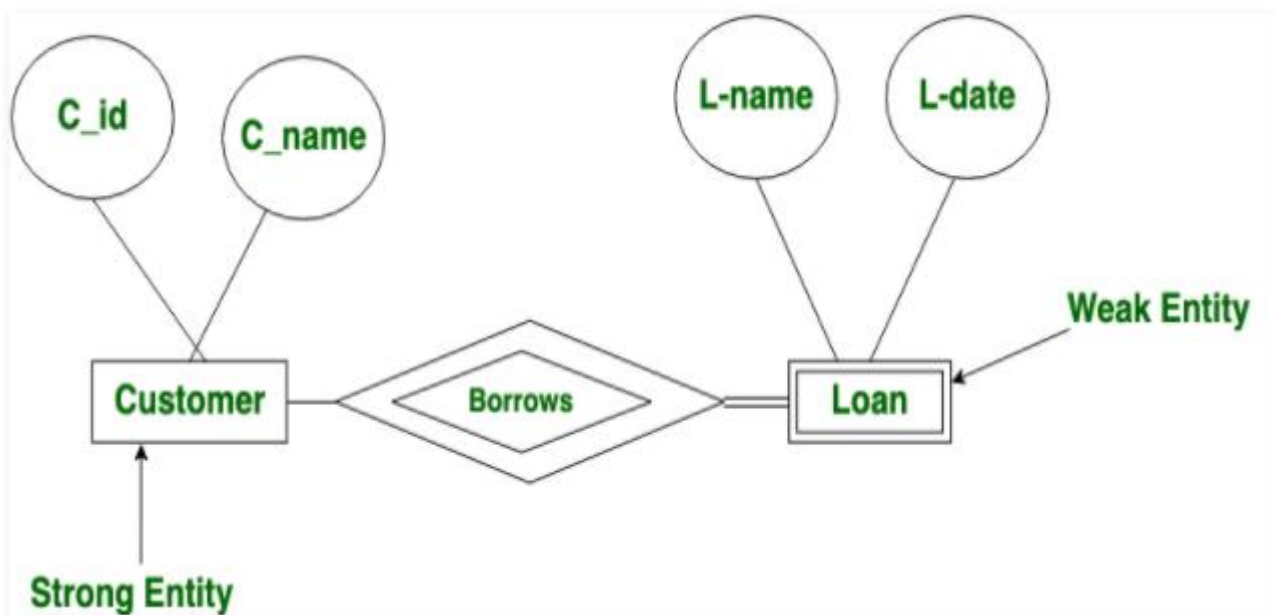 C_id
C_name
L-name
L-date
Weak Entity
Customer
Borrows
Loan
Strong Entity